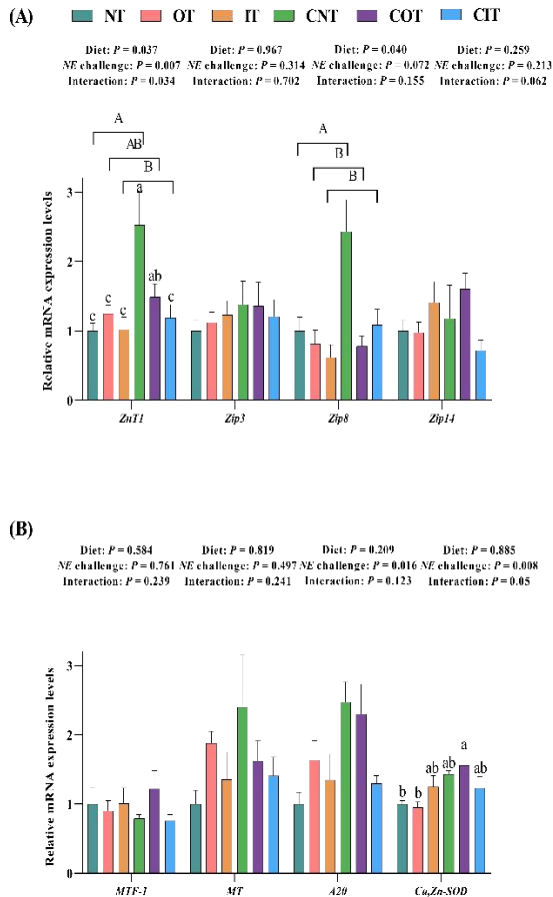 (A) NT OT IT CNT COT CIT
Diet: P = 0.037 Diet: P = 0.967 Diet: P = 0.040 Diet: P = 0.259
NE challenge: P = 0.007 NE challenge: P = 0.314 NE challenge: P = 0.072 NE challenge: P = 0.213
Interaction: P = 0.034 Interaction: P = 0.702 Interaction: P = 0.155 Interaction: P = 0.062
A A
AB B
B B
a
ab
c c c c
Relative mRNA expression levels
3
2
1
0
ZnT1 Zip3 Zip8 Zip14
(B)
Diet: P = 0.584 Diet: P = 0.819 Diet: P = 0.209 Diet: P = 0.885
NE challenge: P = 0.761 NE challenge: P = 0.497 NE challenge: P = 0.016 NE challenge: P = 0.008
Interaction: P = 0.239 Interaction: P = 0.241 Interaction: P = 0.123 Interaction: P = 0.05
Relative mRNA expression levels
3
2
1
0
a
ab ab ab
b b
MTF-1 MT A20 Cu,Zn-SOD